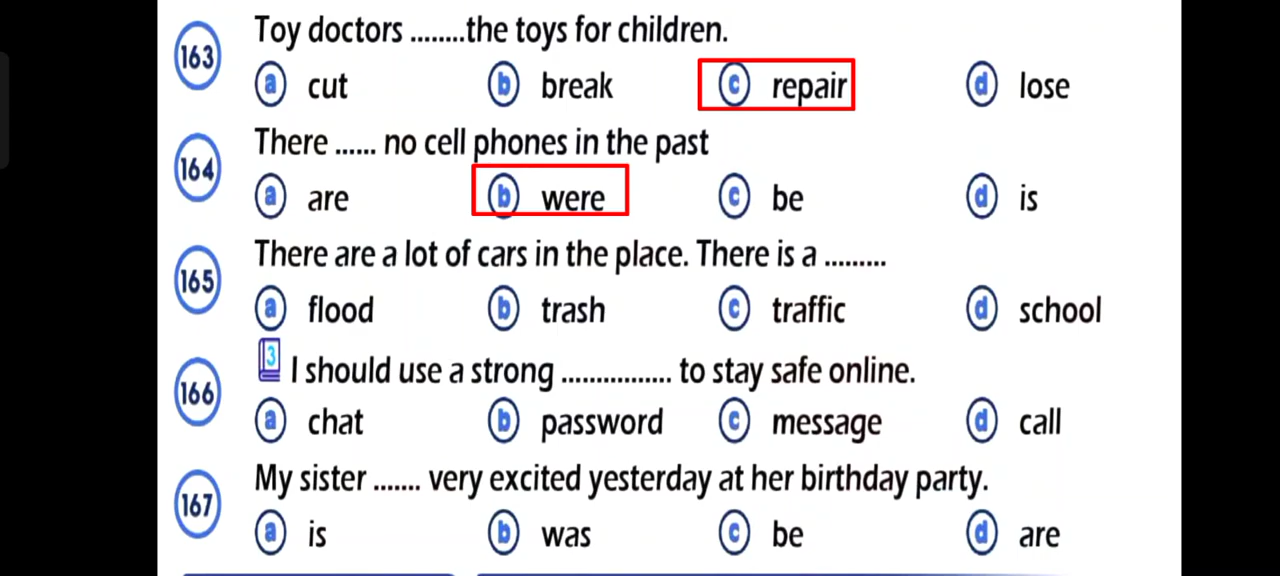 163 Toy doctors ........the toys for children.
a cut b break c repair d lose
164 There ...... no cell phones in the past
a are b were c be d is
165 There are a lot of cars in the place. There is a .........
a flood b trash c traffic d school
166 3 I should use a strong ................ to stay safe online.
a chat b password c message d call
167 My sister ....... very excited yesterday at her birthday party.
a is b was c be d are